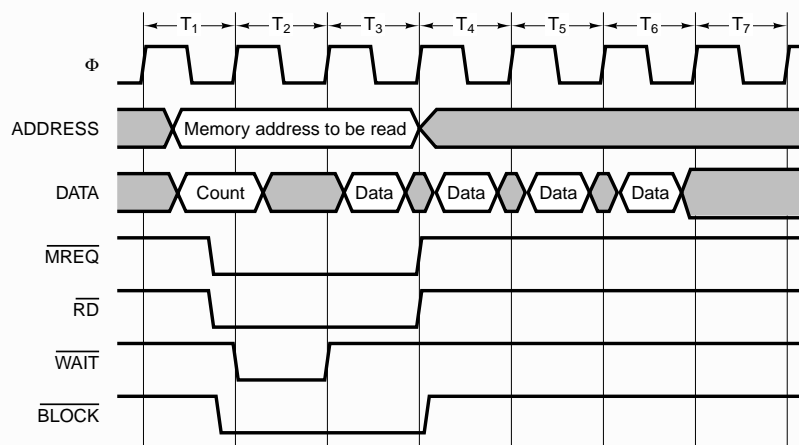 T1 T2 T3 T4 T5 T6 T7
Φ
ADDRESS Memory address to be read
DATA Count Data Data Data Data
MREQ
RD
WAIT
BLOCK